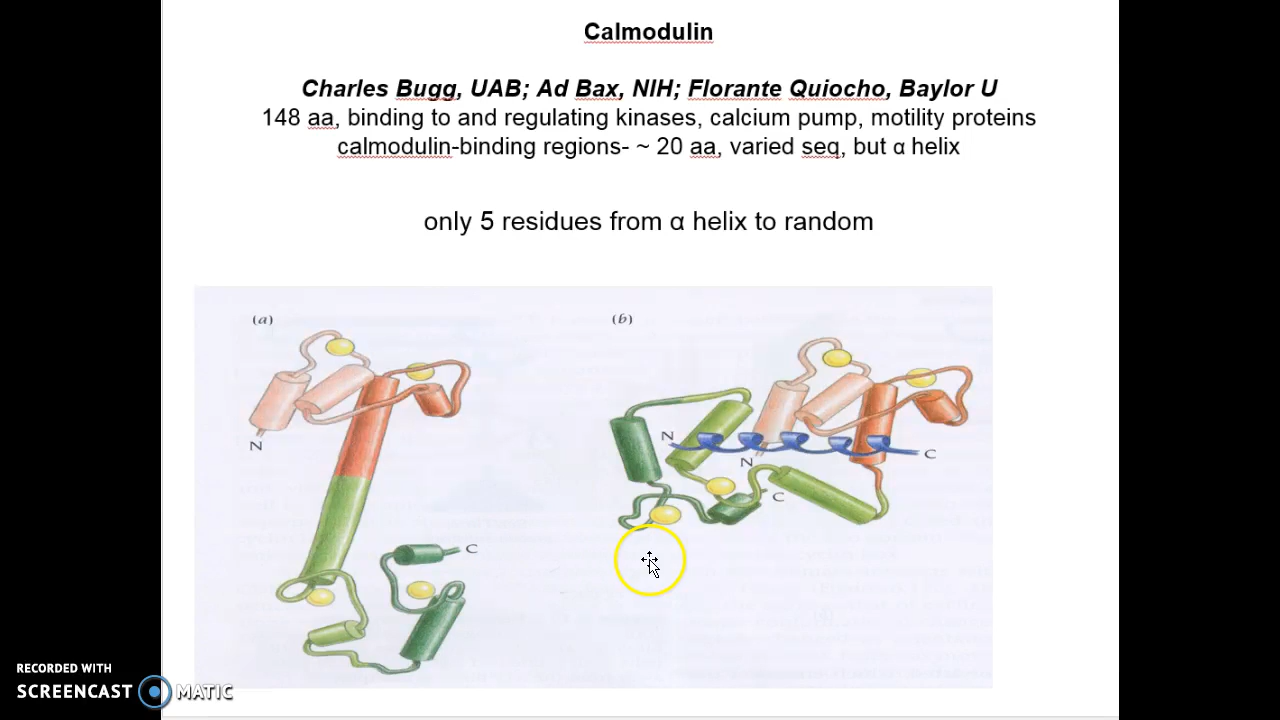 Calmodulin
Charles Bugg, UAB; Ad Bax, NIH; Florante Quiocho, Baylor U
148 aa, binding to and regulating kinases, calcium pump, motility proteins
calmodulin-binding regions- ~ 20 aa, varied seq, but α helix
only 5 residues from α helix to random
(a)
(b)
N
C
N
N
C
C
RECORDED WITH
SCREENCAST MATIC